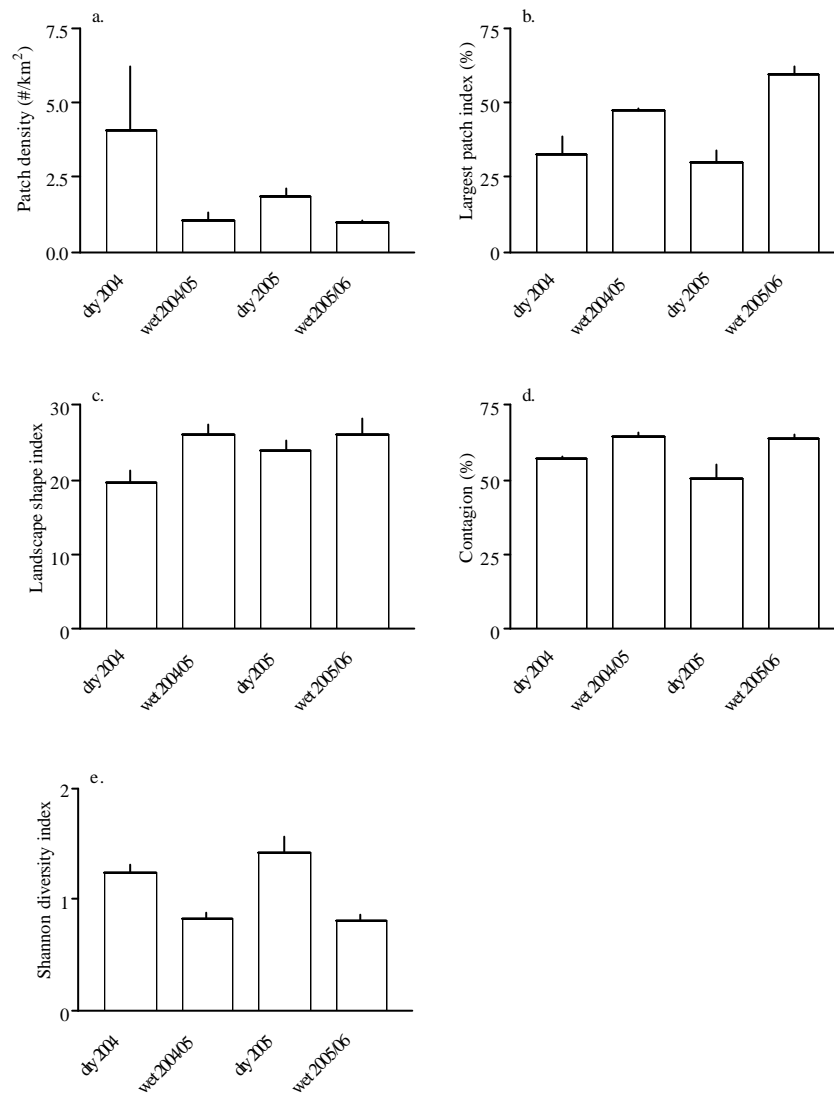 a.
Patch density (#/km²)
7.5
5.0
2.5
0.0
dry 2004
wet 2004/05
dry 2005
wet 2005/06
b.
Largest patch index (%)
75
50
25
0
dry 2004
wet 2004/05
dry 2005
wet 2005/06
c.
Landscape shape index
30
20
10
0
dry 2004
wet 2004/05
dry 2005
wet 2005/06
d.
Contagion (%)
75
50
25
0
dry 2004
wet 2004/05
dry 2005
wet 2005/06
e.
Shannon diversity index
2
1
0
dry 2004
wet 2004/05
dry 2005
wet 2005/06